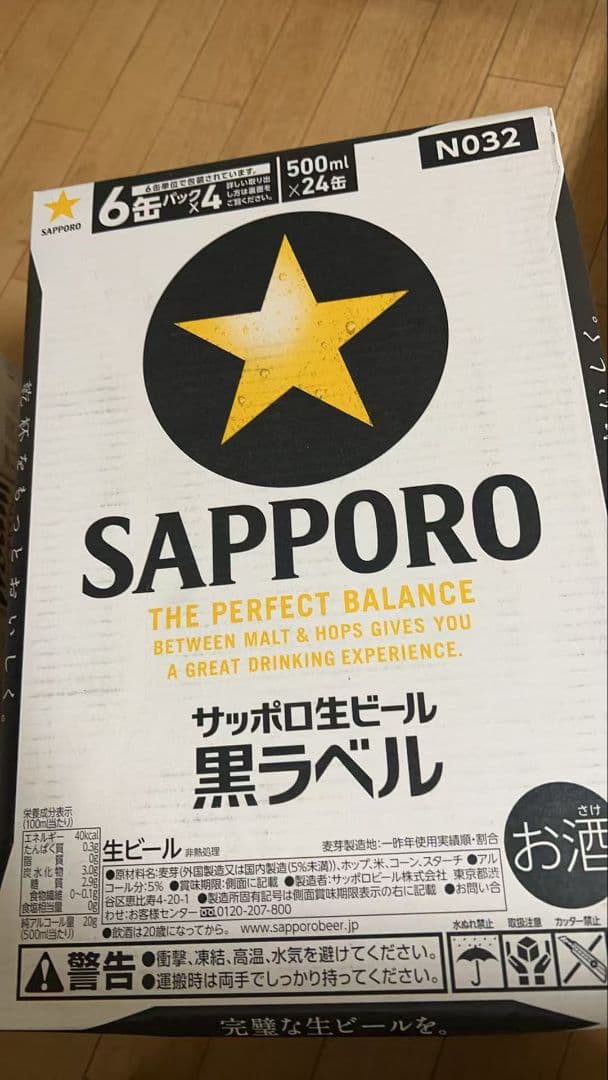 SAPPORO
6缶単位で包装されています。
6缶パック×4
詳しい取り出
し方は裏面を
ご覧ください。
500ml
×24缶
N032
SAPPORO
THE PERFECT BALANCE
BETWEEN MALT & HOPS GIVES YOU
A GREAT DRINKING EXPERIENCE.
サッポロ生ビール
黒ラベル
乾杯をもっとおいしく。
いしく。
さけ
お酒
栄養成分表示
(100ml当たり)
エネルギー 40kcal
たんぱく質 0.3g
脂質 0g
炭水化物 3.0g
糖質 2.9g
食物繊維 0~0.1g
食塩相当量 0g
純アルコール量 20g
(500ml当たり)
生ビール 非熱処理
麦芽製造地:一昨年使用実績順・割合
●原材料名:麦芽(外国製造又は国内製造(5%未満))、ホップ、米、コーン、スターチ ●アル
コール分:5% ●賞味期限:側面に記載 ●製造者:サッポロビール株式会社 東京都渋
谷区恵比寿4-20-1 ●製造所固有記号は側面賞味期限表示の右に記載 ●お問い合
わせ:お客様センター 0120-207-800
●飲酒は20歳になってから。 www.sapporobeer.jp
水ぬれ禁止 取扱注意 カッター禁止
警告
●衝撃、凍結、高温、水気を避けてください。
●運搬時は両手でしっかり持ってください。
完璧な生ビールを。